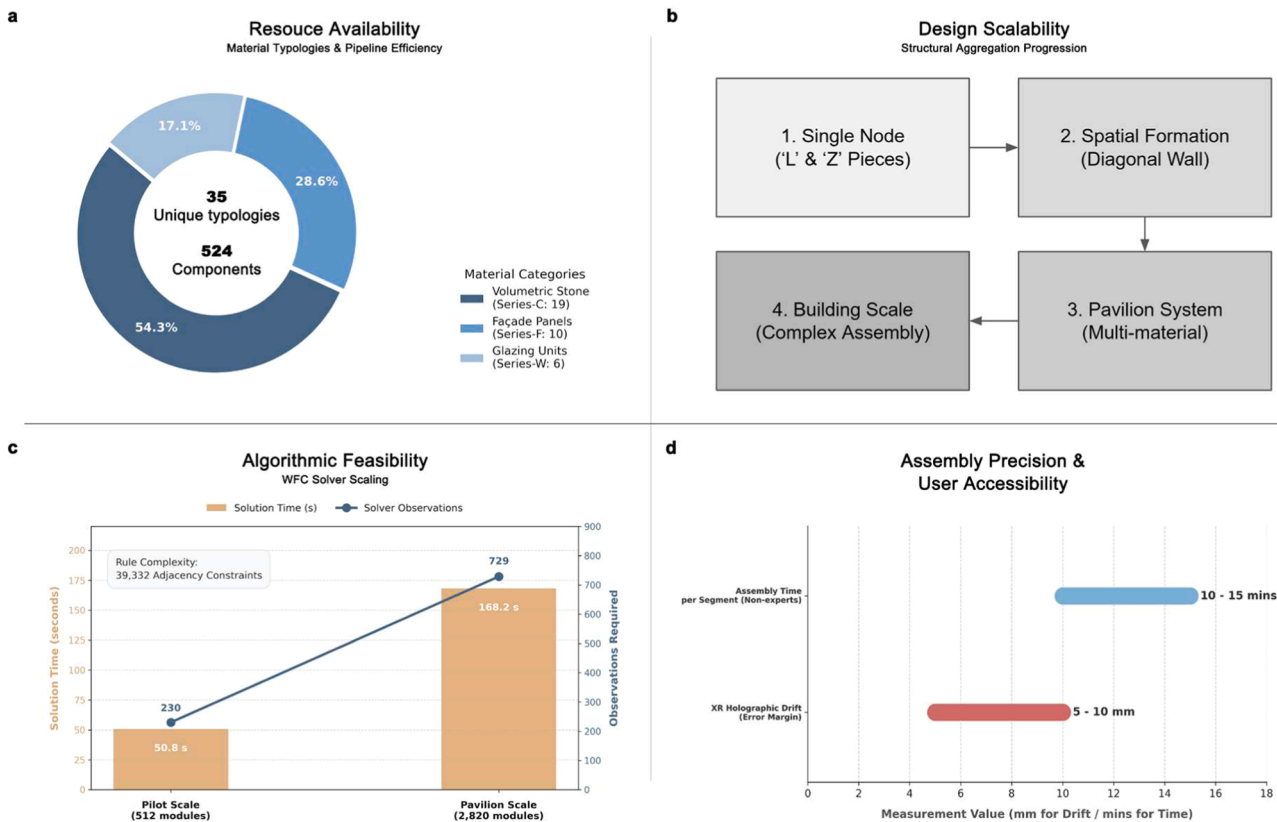 a
Resouce Availability
Material Typologies & Pipeline Efficiency
17.1%
28.6%
54.3%
35
Unique typologies
524
Components
Material Categories
Volumetric Stone
(Series-C: 19)
Façade Panels
(Series-F: 10)
Glazing Units
(Series-W: 6)
b
Design Scalability
Structural Aggregation Progression
1. Single Node
(‘L’ & ‘Z’ Pieces)
2. Spatial Formation
(Diagonal Wall)
4. Building Scale
(Complex Assembly)
3. Pavilion System
(Multi-material)
c
Algorithmic Feasibility
WFC Solver Scaling
Solution Time (s)
Solver Observations
Rule Complexity:
39,332 Adjacency Constraints
Solution Time (seconds)
200
175
150
125
100
75
50
25
0
230
50.8 s
729
168.2 s
900
800
700
600
500
400
300
200
100
0
Observations Required
Pilot Scale
(512 modules)
Pavilion Scale
(2,820 modules)
d
Assembly Precision &
User Accessibility
Assembly Time
per Segment (Non-experts)
10 - 15 mins
XR Holographic Drift
(Error Margin)
5 - 10 mm
0 2 4 6 8 10 12 14 16 18
Measurement Value (mm for Drift / mins for Time)